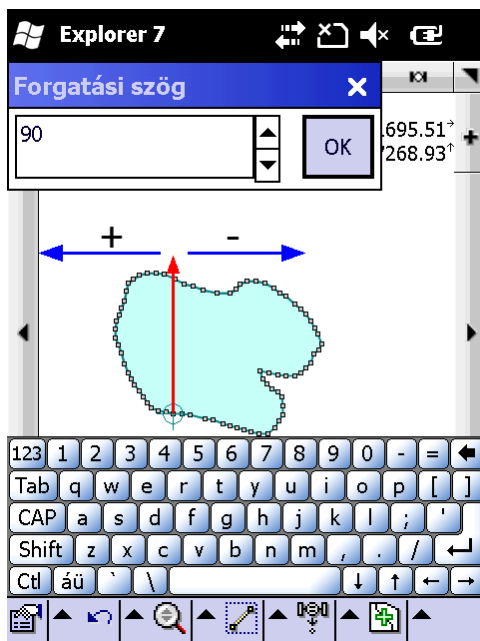 Explorer 7
Forgatási szög
90
OK
695.51
268.93
+ -
123 1 2 3 4 5 6 7 8 9 0 - =
Tab q w e r t y u i o p [ ]
CAP a s d f g h j k l ; '
Shift z x c v b n m , . /
Ctl áü ` \